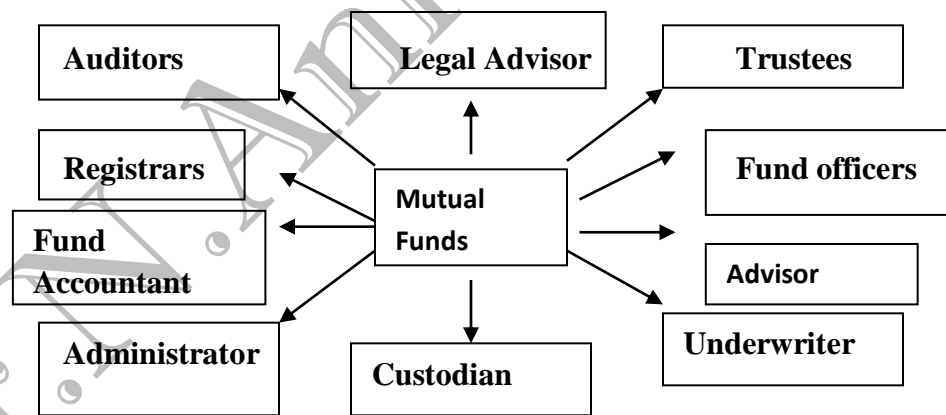 Auditors
Legal Advisor
Trustees
Registrars
Fund officers
Mutual
Funds
Fund
Accountant
Advisor
Administrator
Custodian
Underwriter